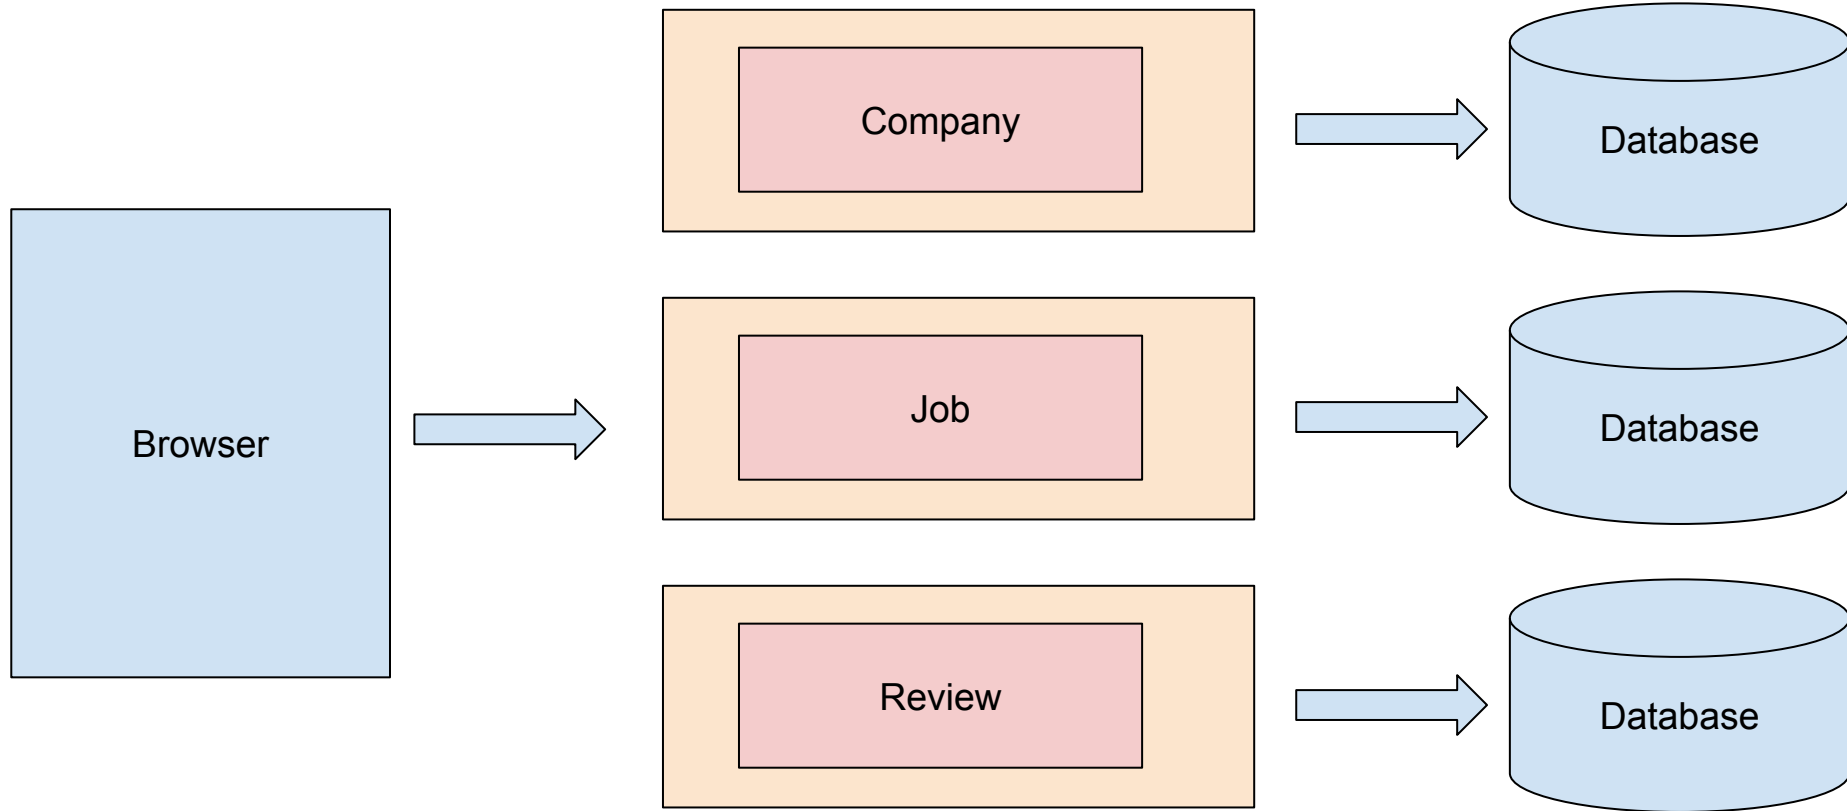 Company
Database
Browser
Job
Database
Review
Database